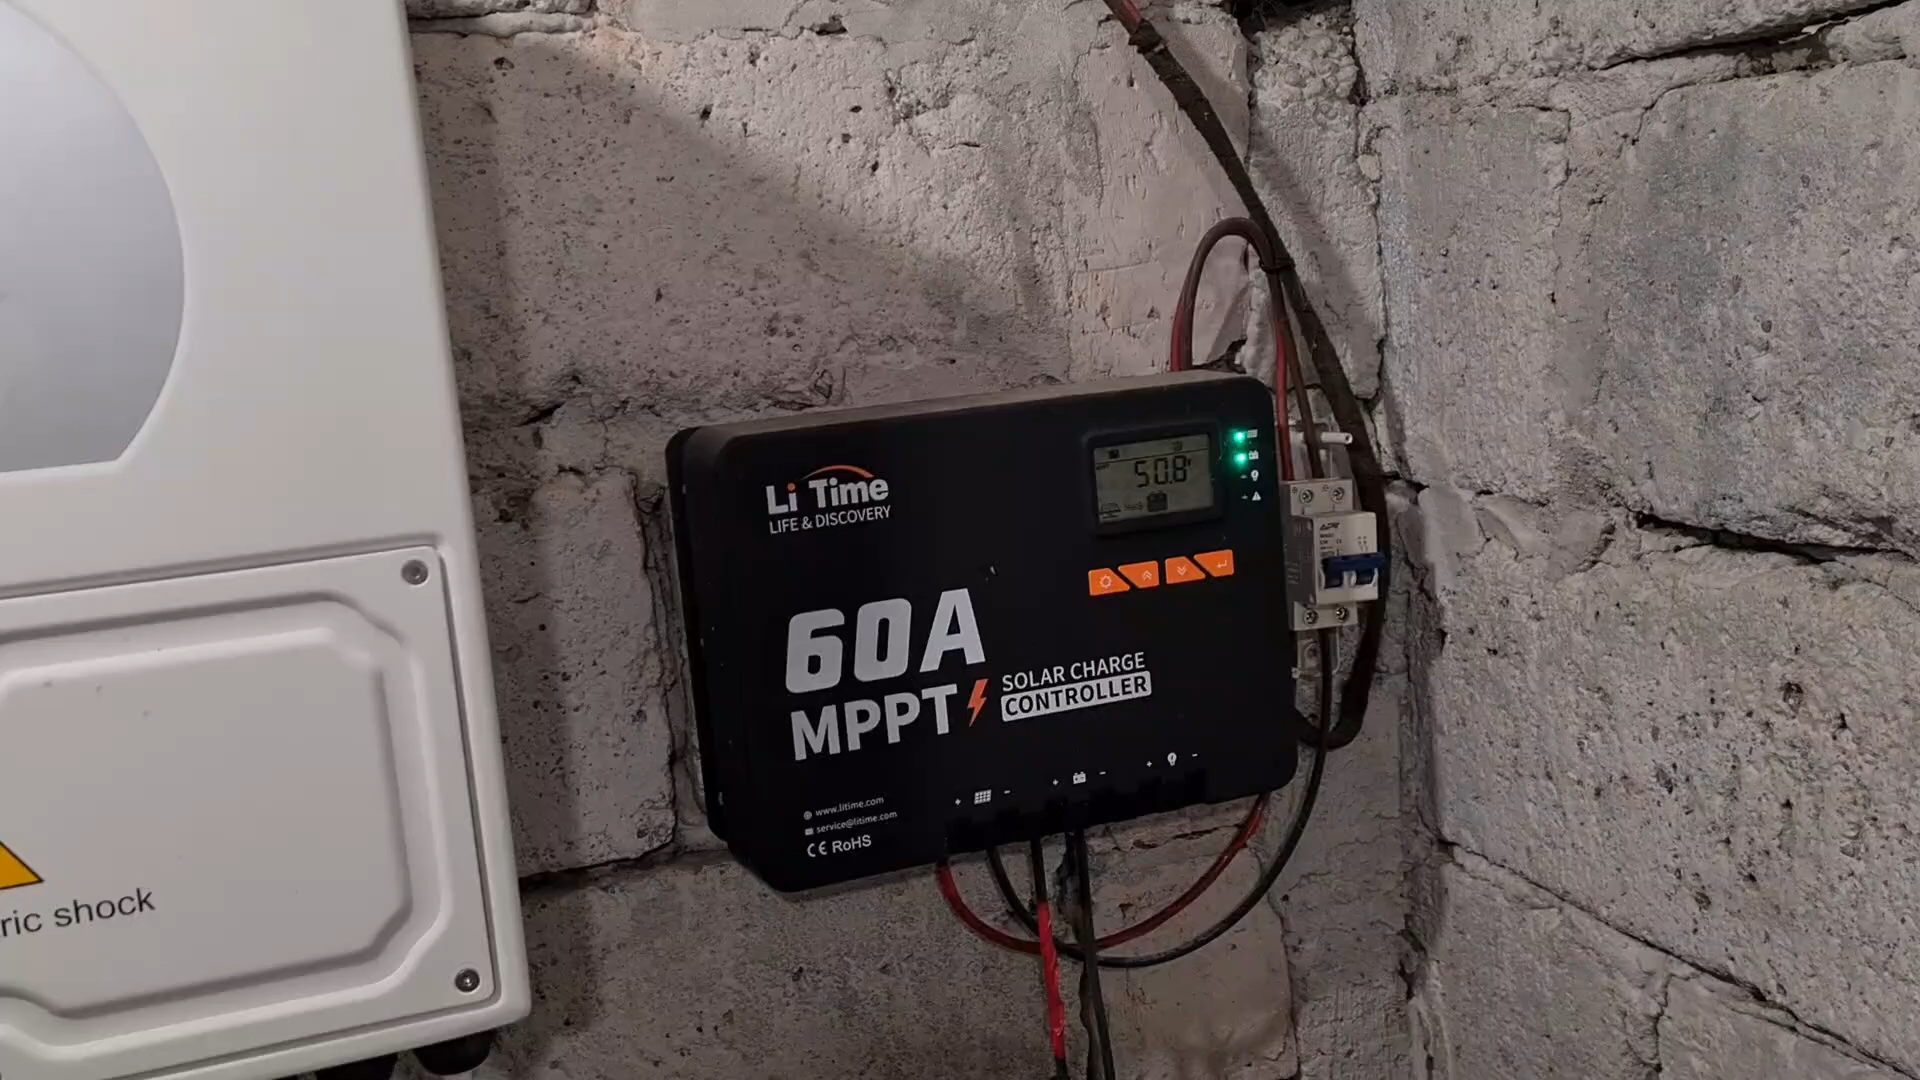 Li Time
LIFE & DISCOVERY
50.8
60A
MPPT
SOLAR CHARGE
CONTROLLER
www.litime.com
service@litime.com
CE RoHS
ric shock